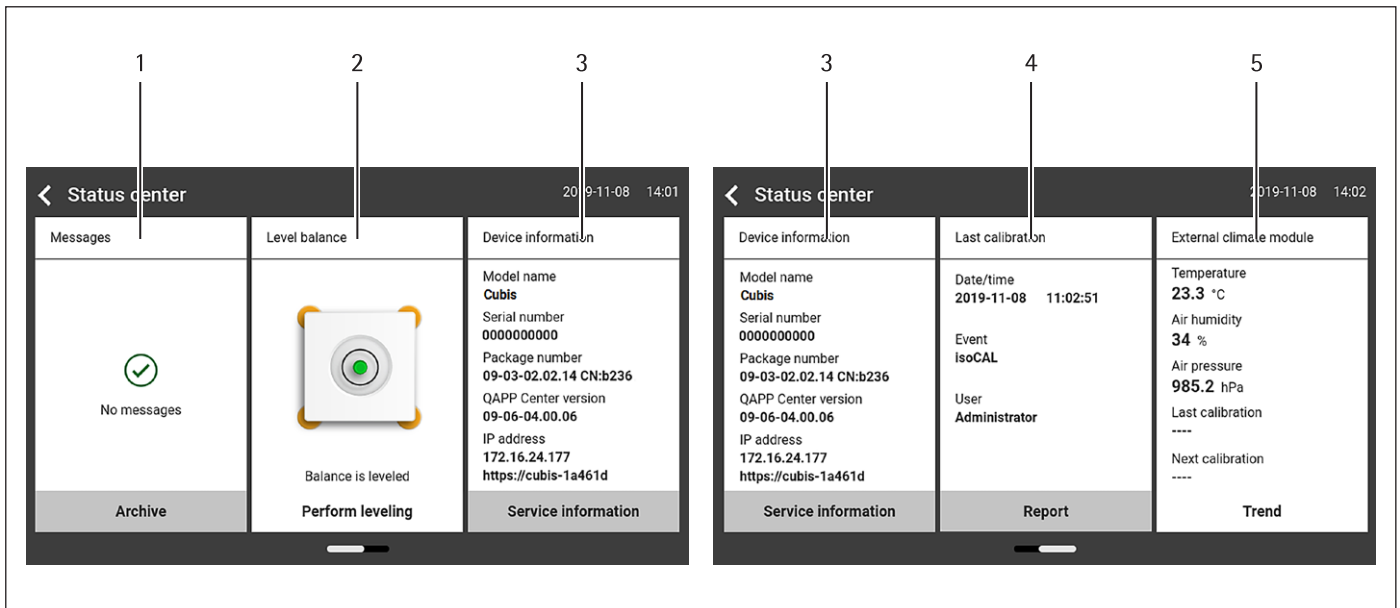 1 2 3 3 4 5
Status center 2019-11-08 14:01
Messages
No messages
Archive
Level balance
Balance is leveled
Perform leveling
Device information
Model name
Cubis
Serial number
0000000000
Package number
09-03-02.02.14 CN:b236
QAPP Center version
09-06-04.00.06
IP address
172.16.24.177
https://cubis-1a461d
Service information
Status center 2019-11-08 14:02
Device information
Model name
Cubis
Serial number
0000000000
Package number
09-03-02.02.14 CN:b236
QAPP Center version
09-06-04.00.06
IP address
172.16.24.177
https://cubis-1a461d
Service information
Last calibration
Date/time
2019-11-08 11:02:51
Event
isoCAL
User
Administrator
Report
External climate module
Temperature
23.3 °C
Air humidity
34 %
Air pressure
985.2 hPa
Last calibration
----
Next calibration
----
Trend